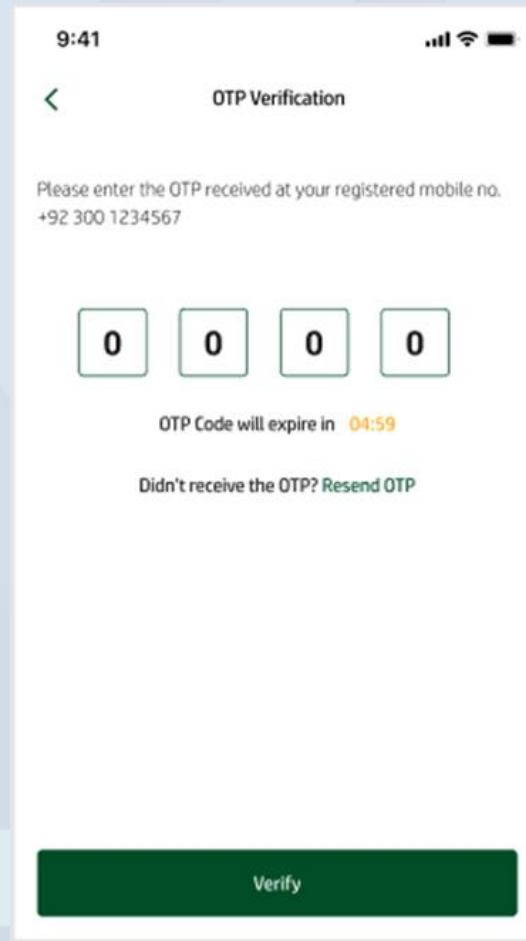 9:41
OTP Verification
Please enter the OTP received at your registered mobile no.
+92 300 1234567
0 0 0 0
OTP Code will expire in 04:59
Didn't receive the OTP? Resend OTP
Verify